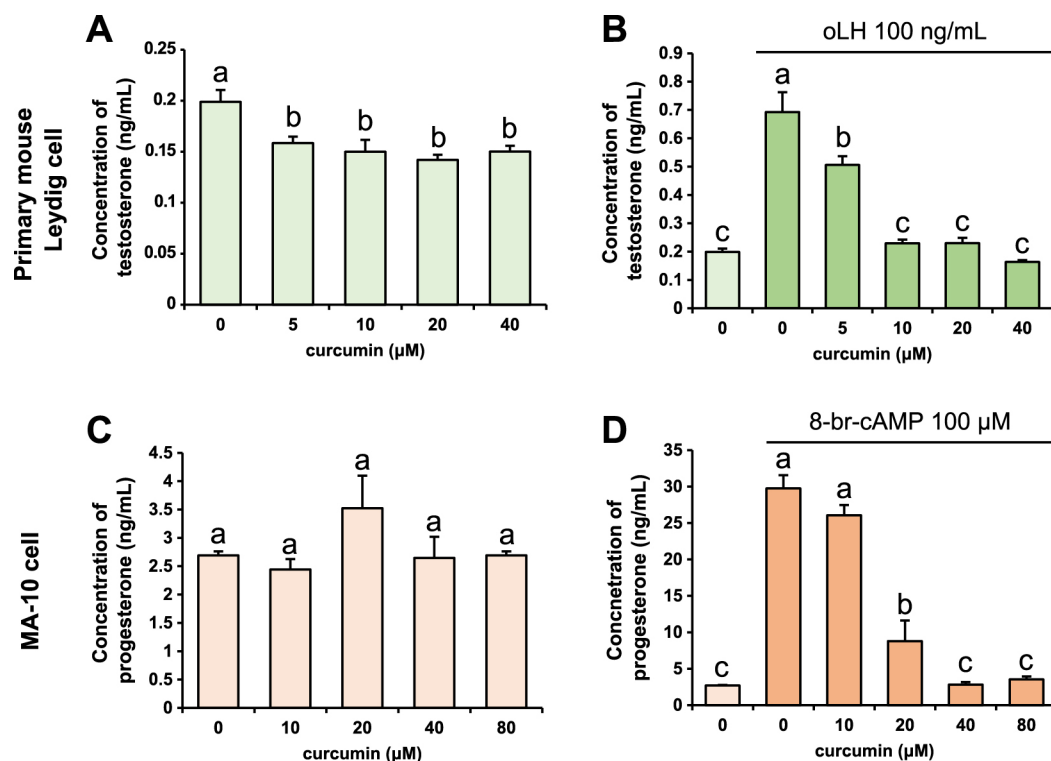 A
Primary mouse
Leydig cell
Concentration of
testosterone (ng/mL)
0.25
0.2
0.15
0.1
0.05
0
a
b
b
b
b
0 5 10 20 40
curcumin (µM)
B
oLH 100 ng/mL
Concentration of
testosterone (ng/mL)
0.9
0.8
0.7
0.6
0.5
0.4
0.3
0.2
0.1
0
c
a
b
c
c
c
0 0 5 10 20 40
curcumin (µM)
C
MA-10 cell
Concentration of
progesterone (ng/mL)
4.5
4
3.5
3
2.5
2
1.5
1
0.5
0
a
a
a
a
a
0 10 20 40 80
curcumin (µM)
D
8-br-cAMP 100 µM
Concnetration of
progesterone (ng/mL)
35
30
25
20
15
10
5
0
c
a
a
b
c
c
0 0 10 20 40 80
curcumin (µM)